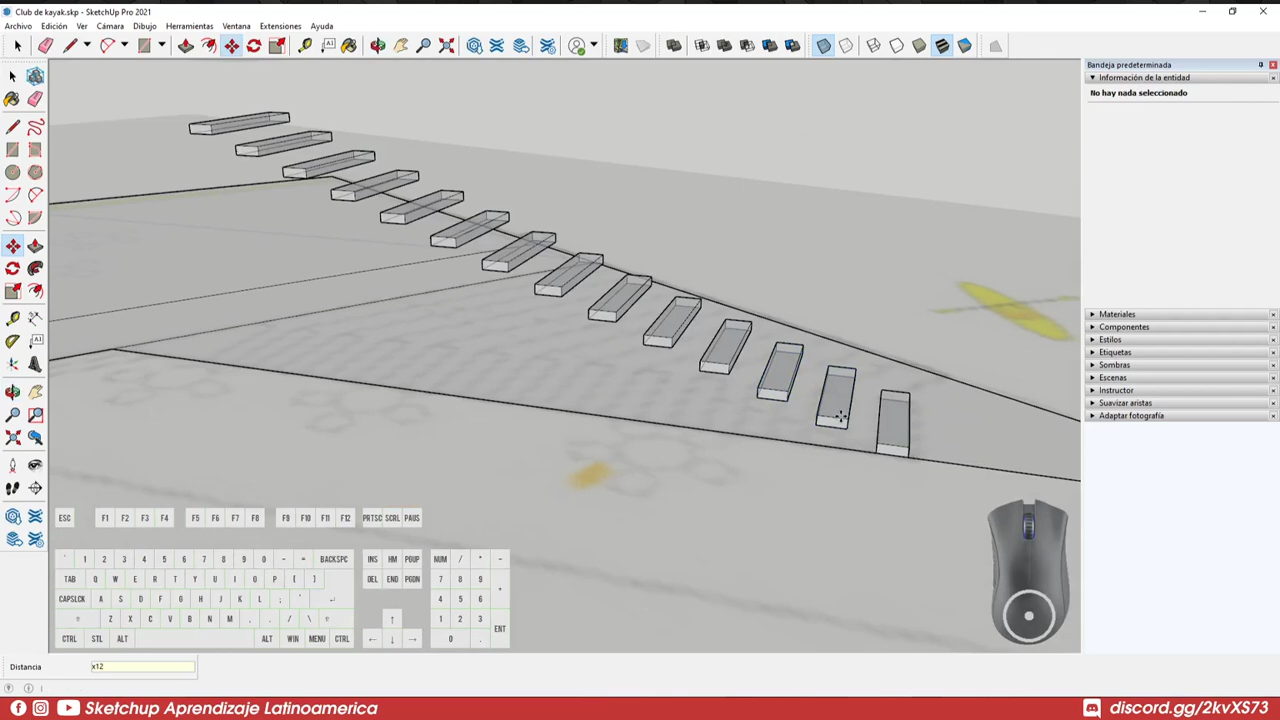 Club de kayak.skp - SketchUp Pro 2021
Archivo Edición Ver Cámara Dibujo Herramientas Ventana Extensiones Ayuda
Bandeja predeterminada
Información de la entidad
No hay nada seleccionado
Materiales
Componentes
Estilos
Etiquetas
Sombras
Escenas
Instructor
Suavizar aristas
Adaptar fotografía
ESC F1 F2 F3 F4 F5 F6 F7 F8 F9 F10 F11 F12 PRTSC SCRL PAUS
` 1 2 3 4 5 6 7 8 9 0 - = BACKSPC INS HM PGUP NUM / * -
TAB Q W E R T Y U I O P [ ] DEL END PGDN 7 8 9 +
CAPSLCK A S D F G H J K L ; ' 4 5 6
Z X C V B N M , . / 1 2 3 ENT
CTRL STL ALT ALT WIN MENU CTRL 0 .
Distancia x12
Sketchup Aprendizaje Latinoamerica
discord.gg/2kvXS73